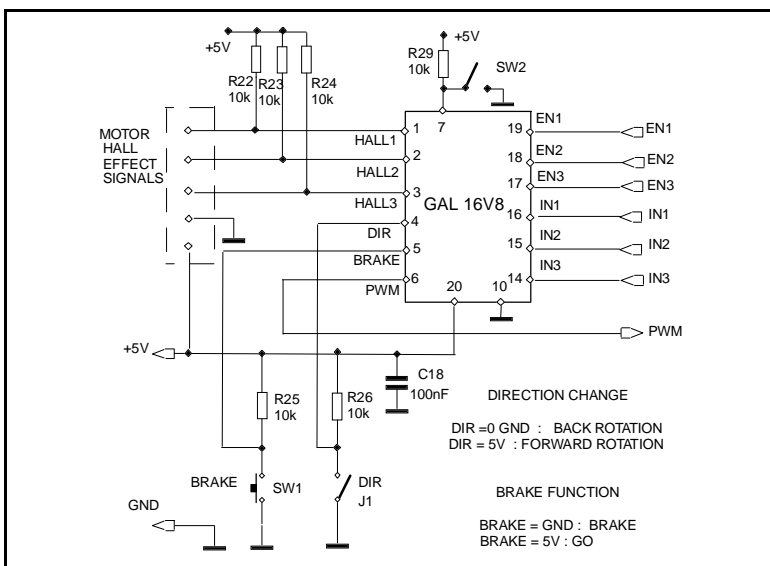 +5V
+5V
R29
10k
SW2
R22
10k
R23
10k
R24
10k
MOTOR
HALL
EFFECT
SIGNALS
7
1
HALL1
2
HALL2
3
HALL3
4
DIR
5
BRAKE
6
PWM
GAL 16V8
20
10
19
EN1
EN1
18
EN2
EN2
17
EN3
EN3
16
IN1
IN1
15
IN2
IN2
14
IN3
IN3
PWM
+5V
R25
10k
R26
10k
C18
100nF
BRAKE
SW1
DIR
J1
GND
DIRECTION CHANGE
DIR =0 GND : BACK ROTATION
DIR = 5V : FORWARD ROTATION
BRAKE FUNCTION
BRAKE = GND : BRAKE
BRAKE = 5V : GO